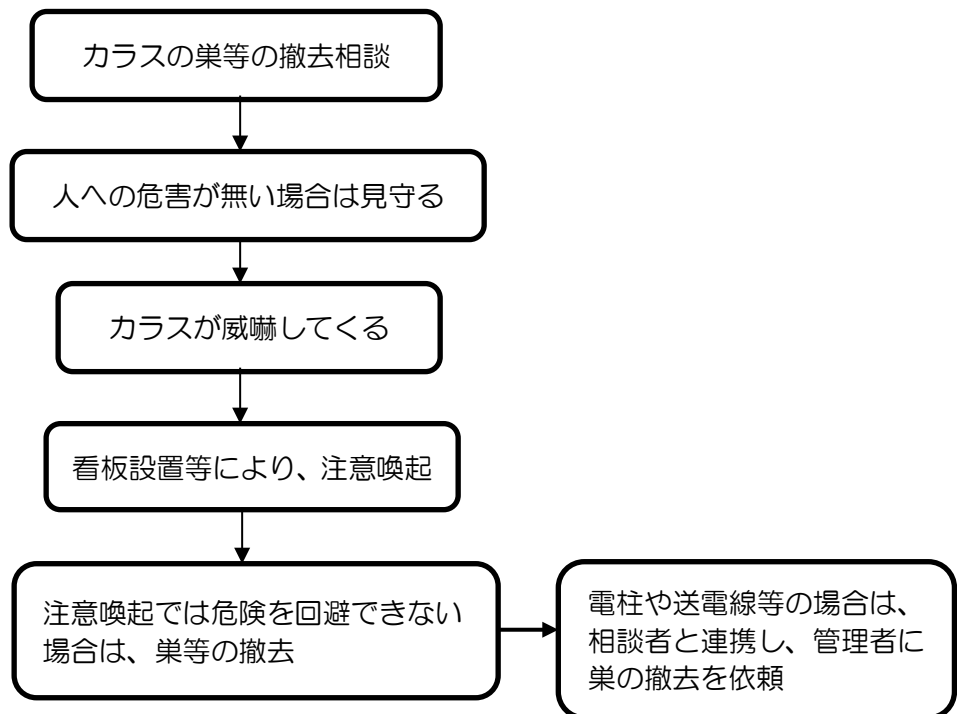 カラスの巣等の撤去相談
人への危害が無い場合は見守る
カラスが威嚇してくる
看板設置等により、注意喚起
注意喚起では危険を回避できない
場合は、巣等の撤去
電柱や送電線等の場合は、
相談者と連携し、管理者に
巣の撤去を依頼